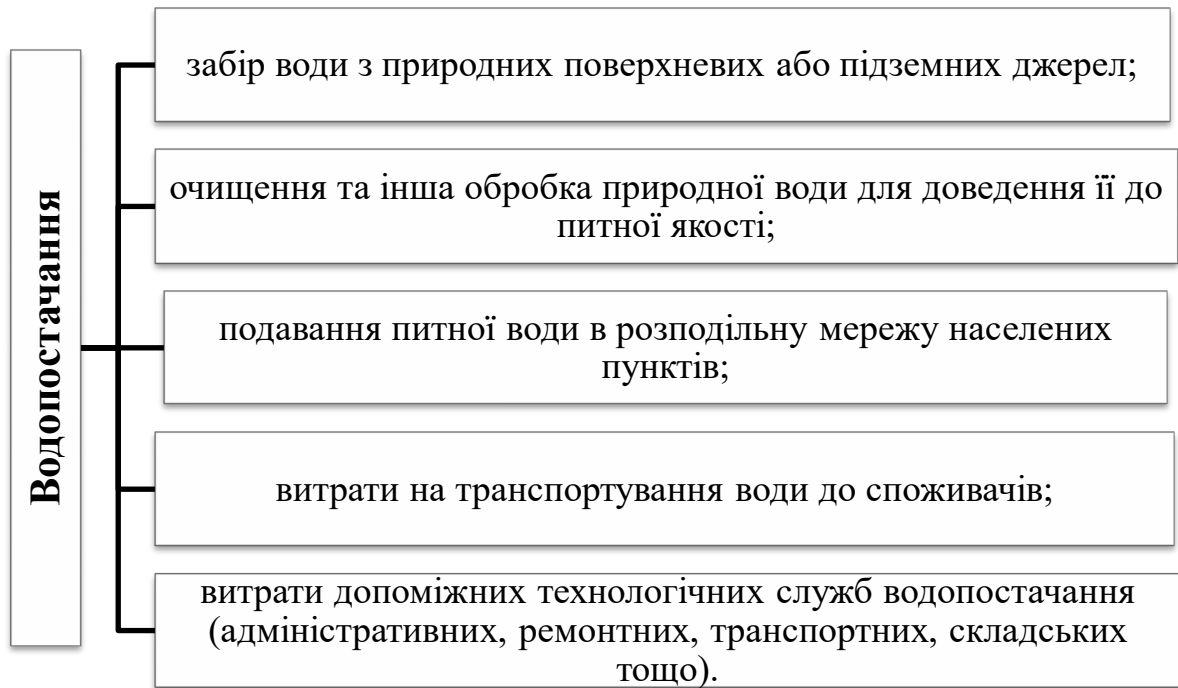 Водопостачання
забір води з природних поверхневих або підземних джерел;
очищення та інша обробка природної води для доведення її до
питної якості;
подавання питної води в розподільну мережу населених
пунктів;
витрати на транспортування води до споживачів;
витрати допоміжних технологічних служб водопостачання
(адміністративних, ремонтних, транспортних, складських
тощо).